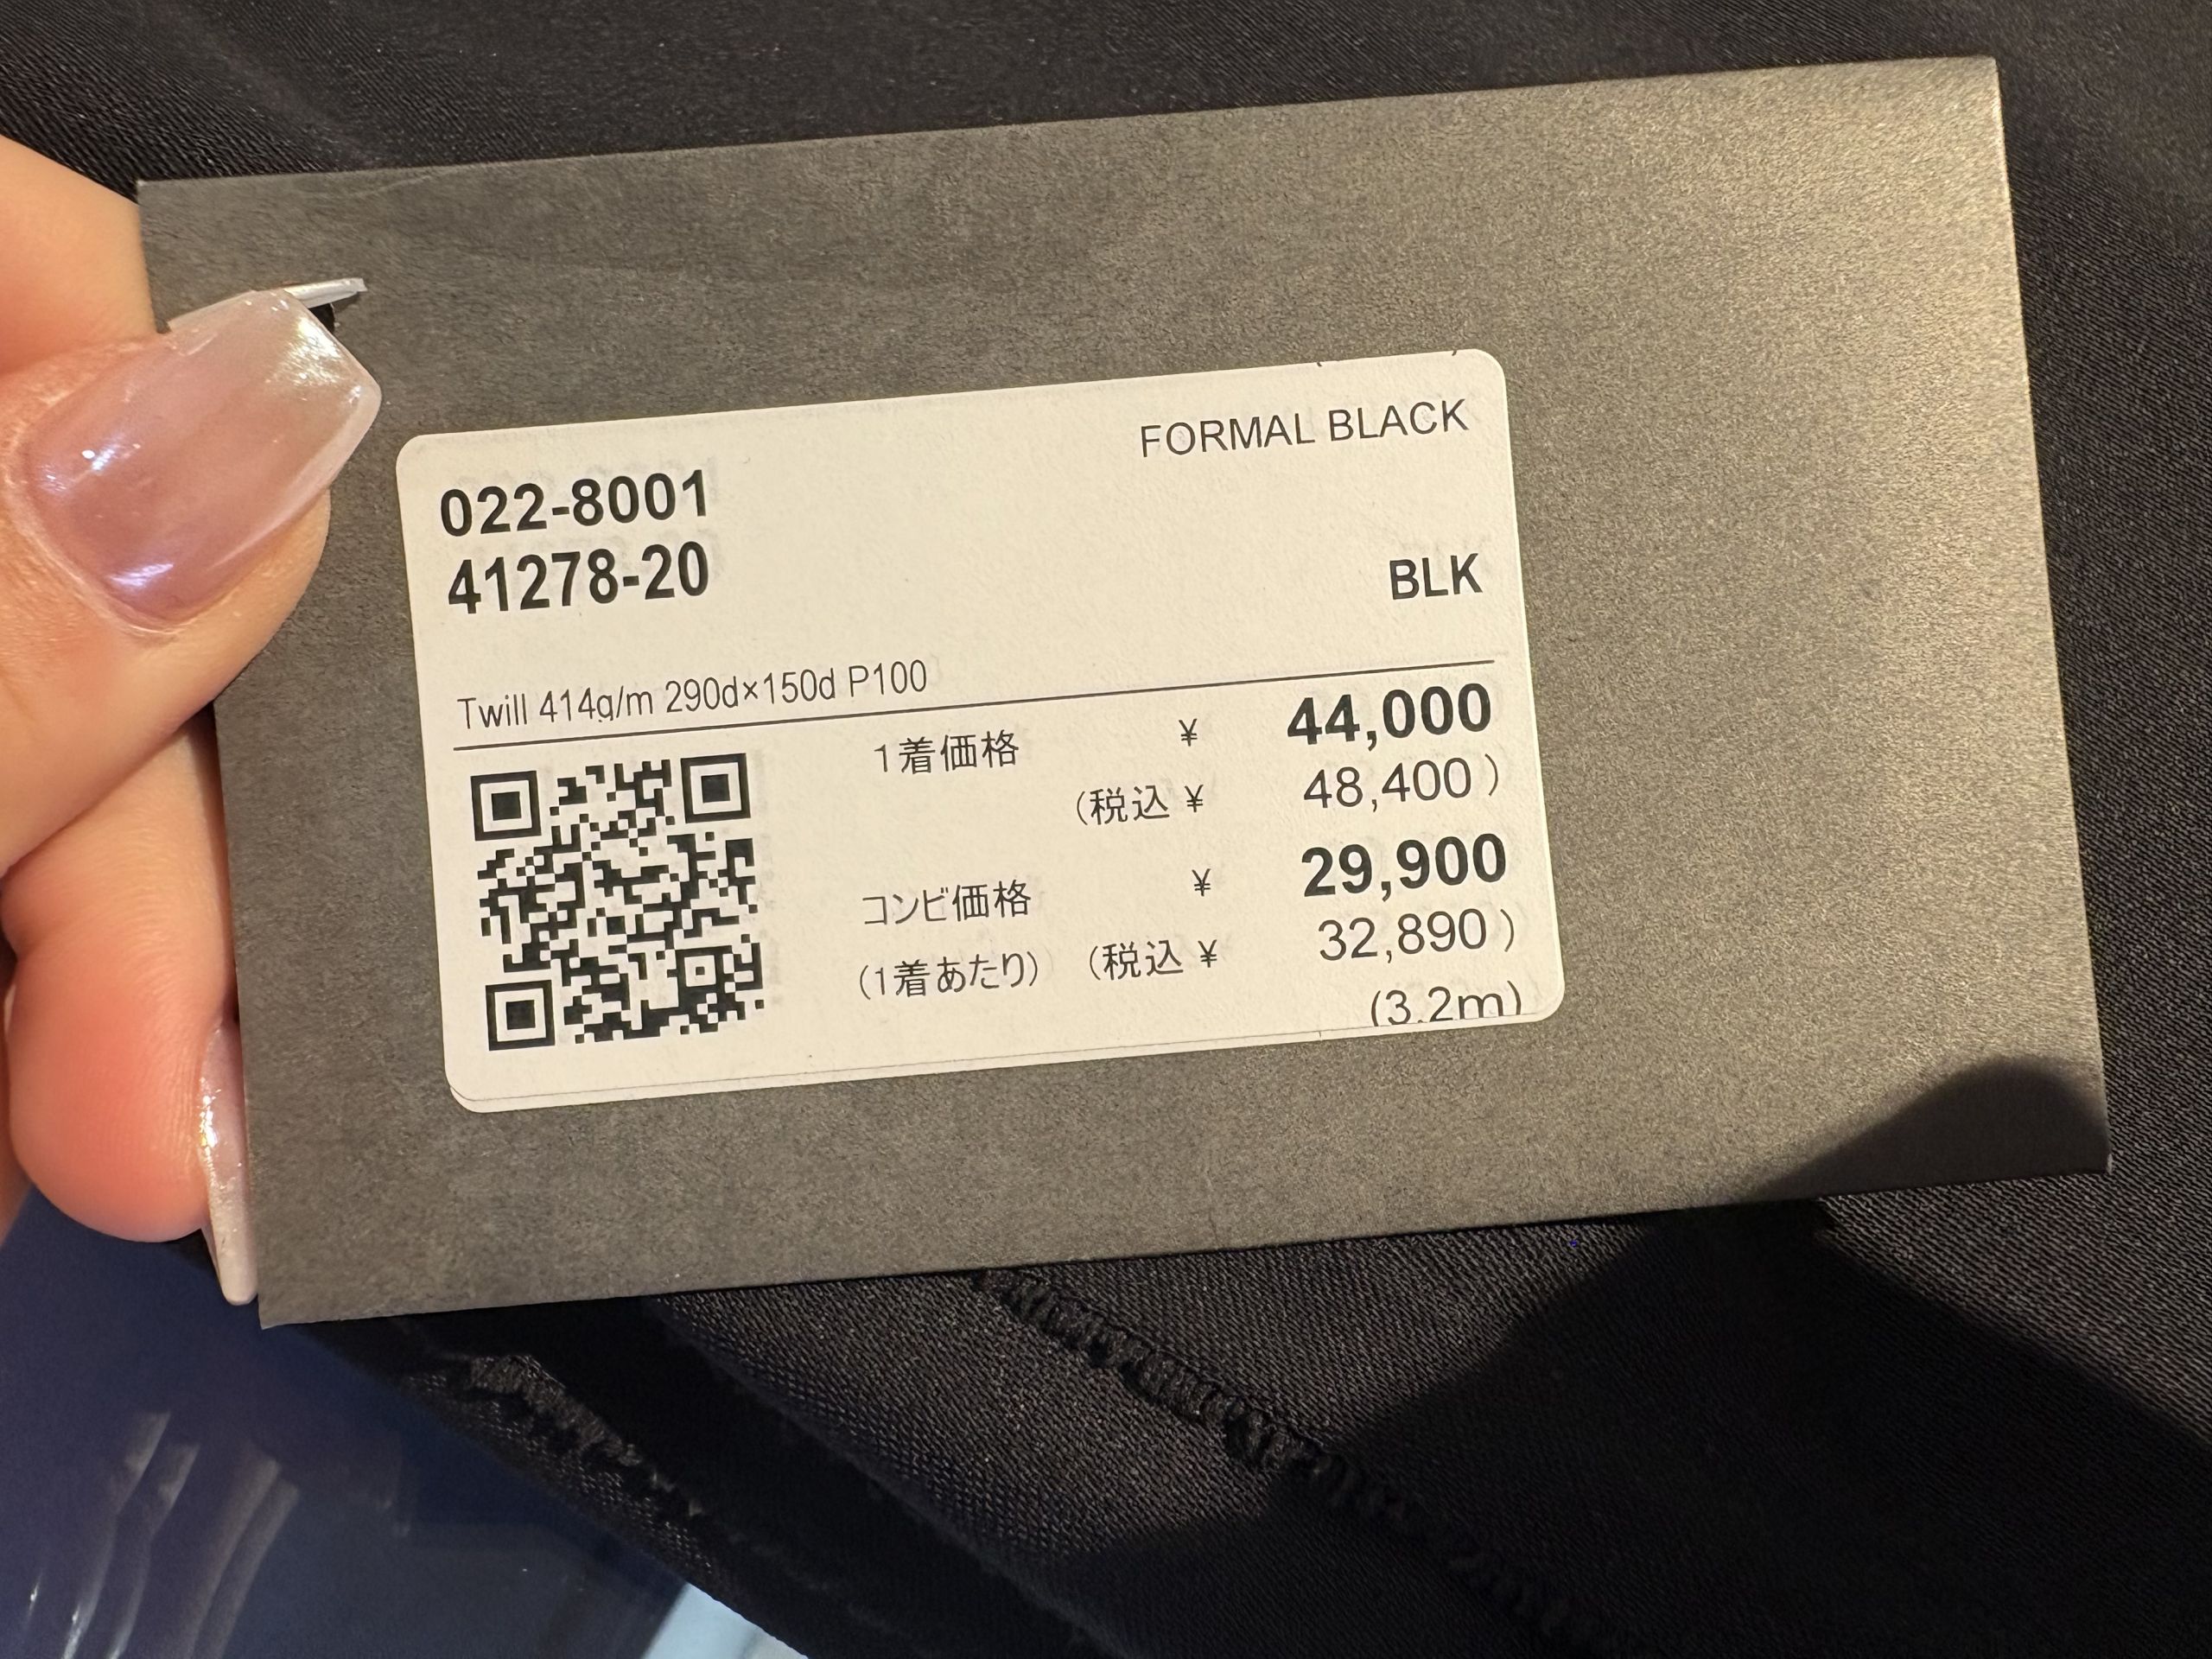 FORMAL BLACK
022-8001
41278-20
BLK
Twill 414g/m 290d×150d P100
1着価格 ¥ 44,000
(税込 ¥ 48,400)
コンビ価格 ¥ 29,900
(1着あたり) (税込 ¥ 32,890)
(3.2m)